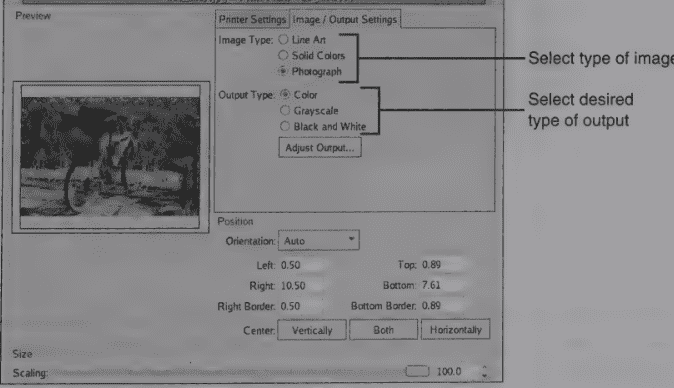 Preview
Printer Settings Image / Output Settings
Image Type: Line Art
Solid Colors
Photograph
Select type of image
Output Type: Color
Grayscale
Black and White
Select desired
type of output
Adjust Output...
Position
Orientation: Auto
Left: 0.50 Top: 0.89
Right: 10.50 Bottom: 7.61
Right Border: 0.50 Bottom Border: 0.89
Center: Vertically Both Horizontally
Size
Scaling: 100.0